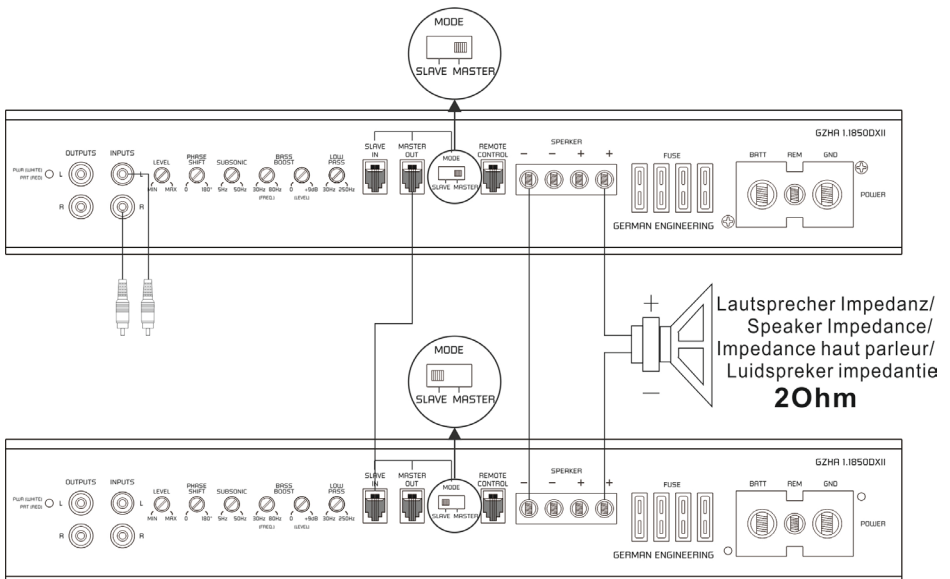 MODE
SLAVE MASTER
GZHA 1.1850DXII
OUTPUTS INPUTS
PWR (WHITE)
PRT (RED)
L L
R R
LEVEL
MIN MAX
PHASE
SHIFT
0 180°
SUBSONIC
5Hz 50Hz
BASS
BOOST
30Hz 80Hz 0 +9dB
(FREQ.) (LEVEL)
LOW
PASS
30Hz 250Hz
SLAVE
IN
MASTER
OUT
MODE
SLAVE MASTER
REMOTE
CONTROL
SPEAKER
− − + +
FUSE
GERMAN ENGINEERING
BATT REM GND
POWER
+
−
Lautsprecher Impedanz/
Speaker Impedance/
Impedance haut parleur/
Luidspreker impedantie
2Ohm
MODE
SLAVE MASTER
GZHA 1.1850DXII
OUTPUTS INPUTS
PWR (WHITE)
PRT (RED)
L L
R R
LEVEL
MIN MAX
PHASE
SHIFT
0 180°
SUBSONIC
5Hz 50Hz
BASS
BOOST
30Hz 80Hz 0 +9dB
(FREQ.) (LEVEL)
LOW
PASS
30Hz 250Hz
SLAVE
IN
MASTER
OUT
MODE
SLAVE MASTER
REMOTE
CONTROL
SPEAKER
− − + +
FUSE
GERMAN ENGINEERING
BATT REM GND
POWER